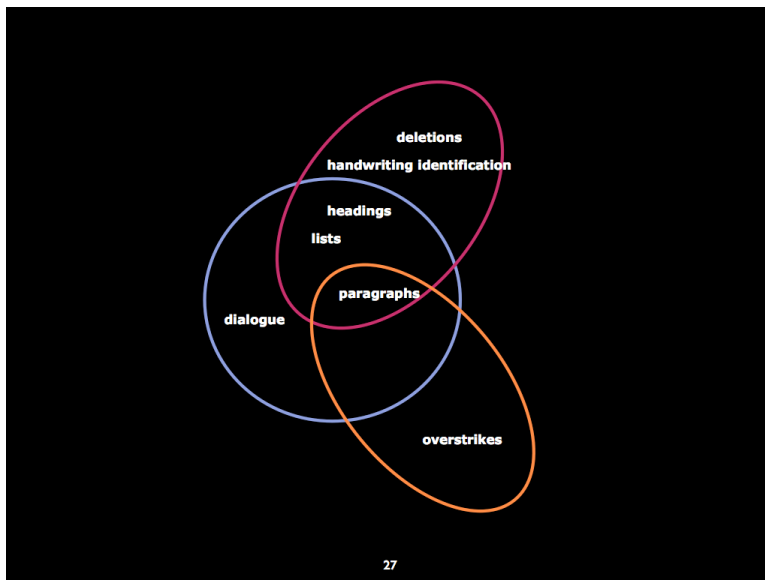 deletions
handwriting identification
headings
lists
paragraphs
dialogue
overstrikes
27